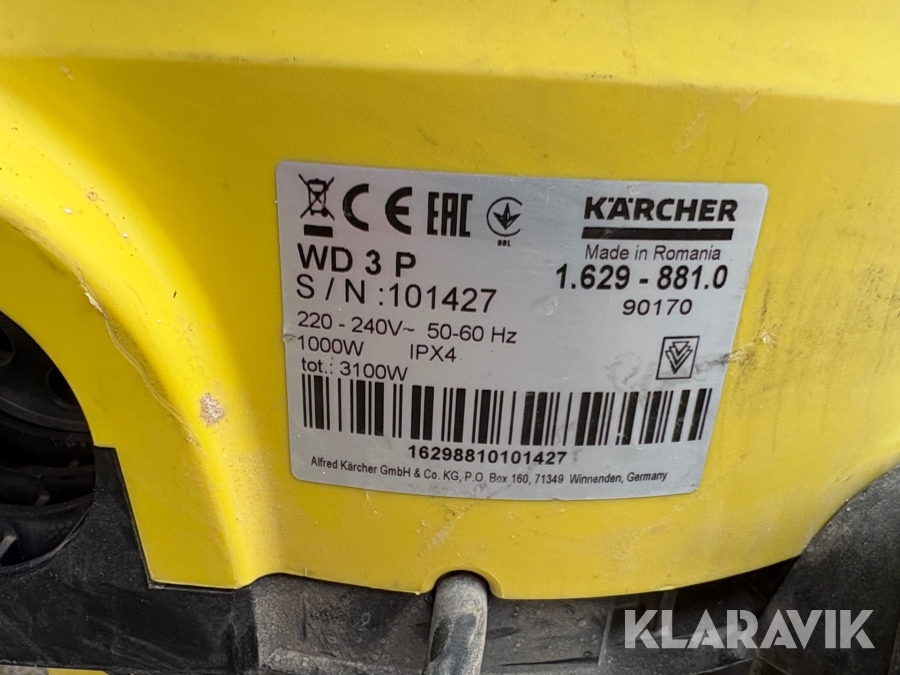 CE EAC
BBL
KÄRCHER
Made in Romania
WD 3 P
1.629 - 881.0
S / N :101427
90170
220 - 240V~ 50-60 Hz
1000W IPX4
tot.: 3100W
16298810101427
Alfred Kärcher GmbH & Co. KG, P.O. Box 160, 71349 Winnenden, Germany
KLARAVIK